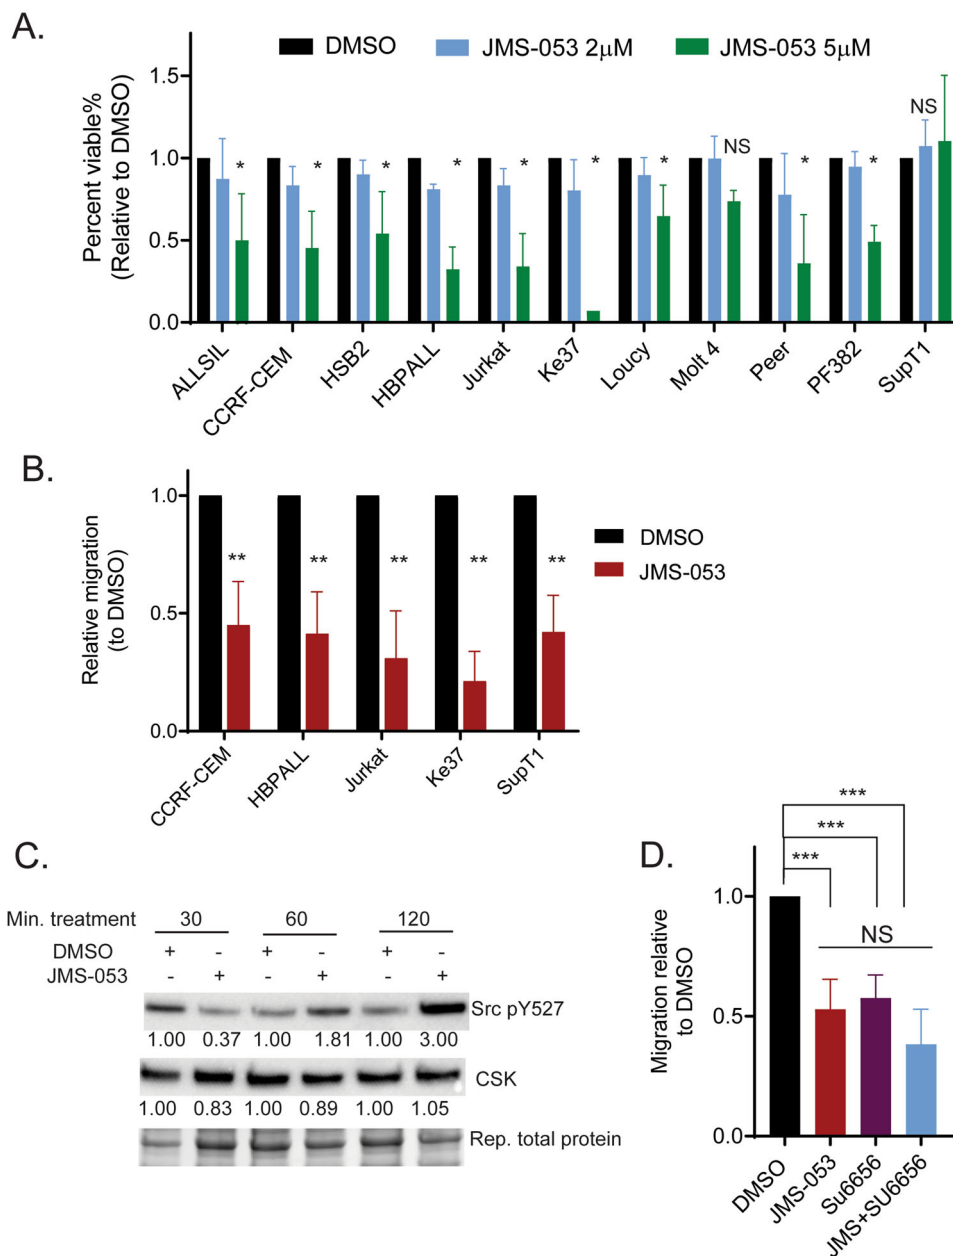 A.
DMSO JMS-053 2µM JMS-053 5µM
Percent viable%
(Relative to DMSO)
1.5
1.0
0.5
0.0
* * * * * * * NS * * NS
ALLSIL CCRF-CEM HSB2 HBPALL Jurkat Ke37 Loucy Molt 4 Peer PF382 SupT1
B.
Relative migration
(to DMSO)
1.0
0.5
0.0
** ** ** ** **
DMSO
JMS-053
CCRF-CEM HBPALL Jurkat Ke37 SupT1
C.
Min. treatment 30 60 120
DMSO + - + - + -
JMS-053 - + - + - +
Src pY527
1.00 0.37 1.00 1.81 1.00 3.00
CSK
1.00 0.83 1.00 0.89 1.00 1.05
Rep. total protein
D.
Migration relative
to DMSO
1.0
0.5
0.0
***
***
***
NS
DMSO JMS-053 Su6656 JMS+SU6656